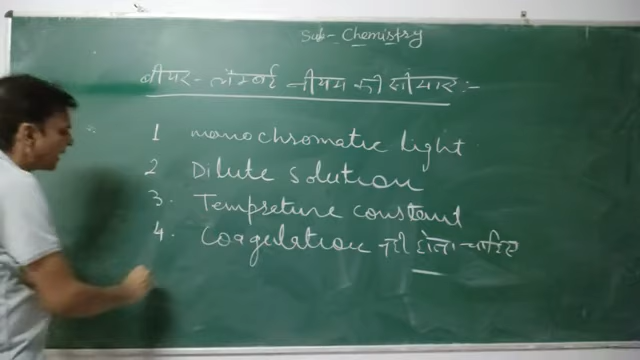 Sub- Chemistry
बीयर - लेम्बर्ट नीयम की सीमाए :-
1 monochromatic light
2 Dilute solution
3. Tempreture constant
4. Coagulation नही होना चाहिए